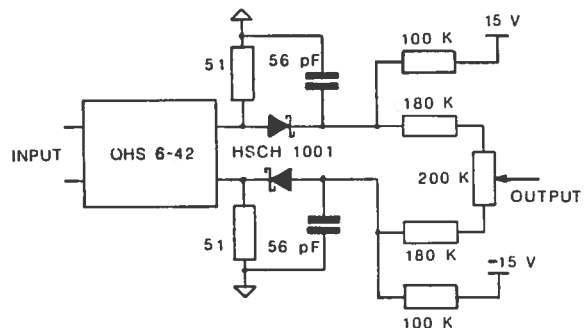 15 V
100 K
51
56 pF
180 K
INPUT
QHS 6-42
HSCH 1001
200 K
OUTPUT
51
56 pF
180 K
-15 V
100 K